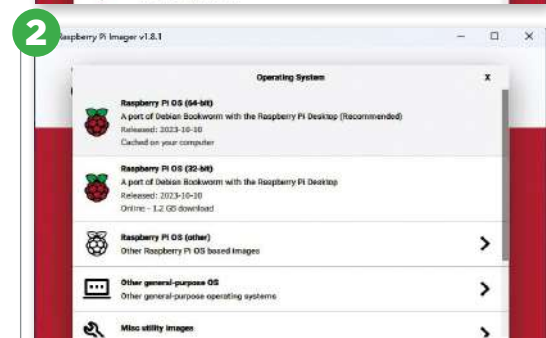 2
Raspberry Pi Imager v1.8.1
Operating System
x
Raspberry Pi OS (64-bit)
A port of Debian Bookworm with the Raspberry Pi Desktop (Recommended)
Released: 2023-10-10
Cached on your computer
Raspberry Pi OS (32-bit)
A port of Debian Bookworm with the Raspberry Pi Desktop
Released: 2023-10-10
Online - 1.2 GB download
Raspberry Pi OS (other)
Other Raspberry Pi OS based images
Other general-purpose OS
Other general-purpose operating systems
Misc utility images